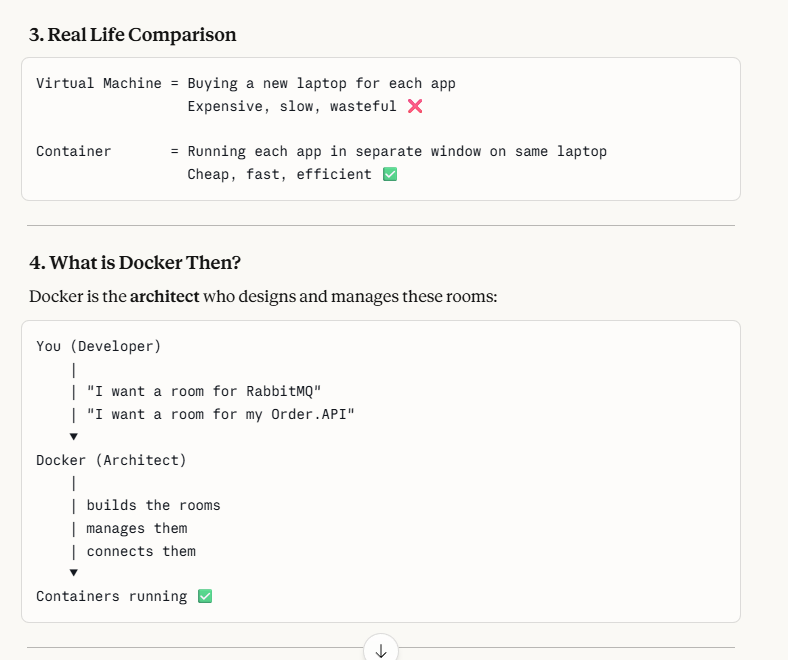 3. Real Life Comparison
Virtual Machine = Buying a new laptop for each app
Expensive, slow, wasteful ❌
Container = Running each app in separate window on same laptop
Cheap, fast, efficient ✅
4. What is Docker Then?
Docker is the architect who designs and manages these rooms:
You (Developer)
|
| "I want a room for RabbitMQ"
| "I want a room for my Order.API"
▼
Docker (Architect)
|
| builds the rooms
| manages them
| connects them
▼
Containers running ✅